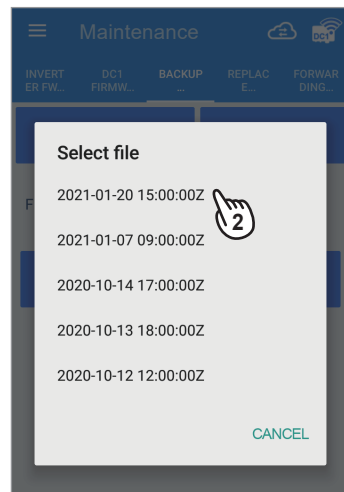 Maintenance
DC1
INVERT
ER FW...
DC1
FIRMW...
BACKUP
...
REPLAC
E...
FORWAR
DING...
Select file
F
2021-01-20 15:00:00Z
2
2021-01-07 09:00:00Z
2020-10-14 17:00:00Z
2020-10-13 18:00:00Z
2020-10-12 12:00:00Z
CANCEL